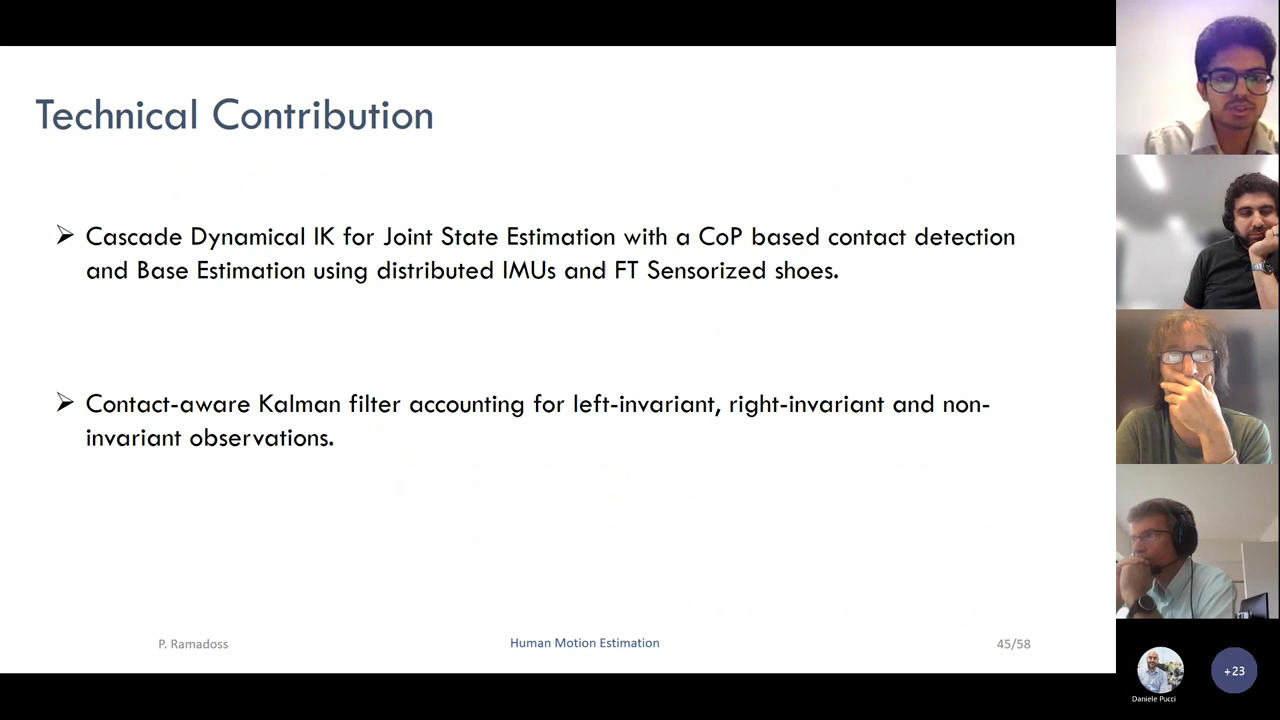 Technical Contribution
➢ Cascade Dynamical IK for Joint State Estimation with a CoP based contact detection
and Base Estimation using distributed IMUs and FT Sensorized shoes.
➢ Contact-aware Kalman filter accounting for left-invariant, right-invariant and non-
invariant observations.
P. Ramadoss
Human Motion Estimation
45/58
+23
Daniele Pucci